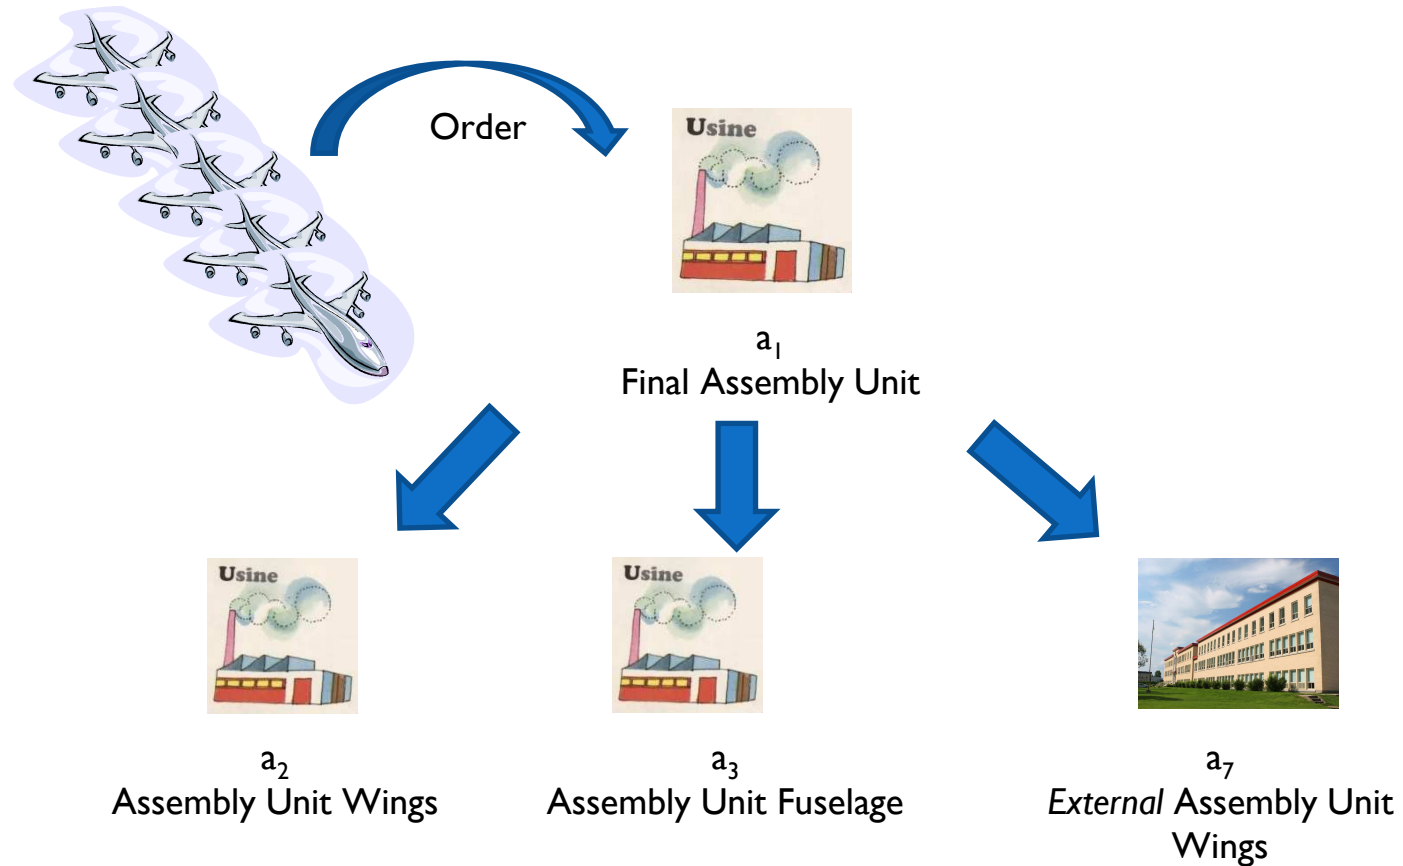 Order
Usine
a₁
Final Assembly Unit
Usine
Usine
a₂
Assembly Unit Wings
a₃
Assembly Unit Fuselage
a₇
External Assembly Unit
Wings